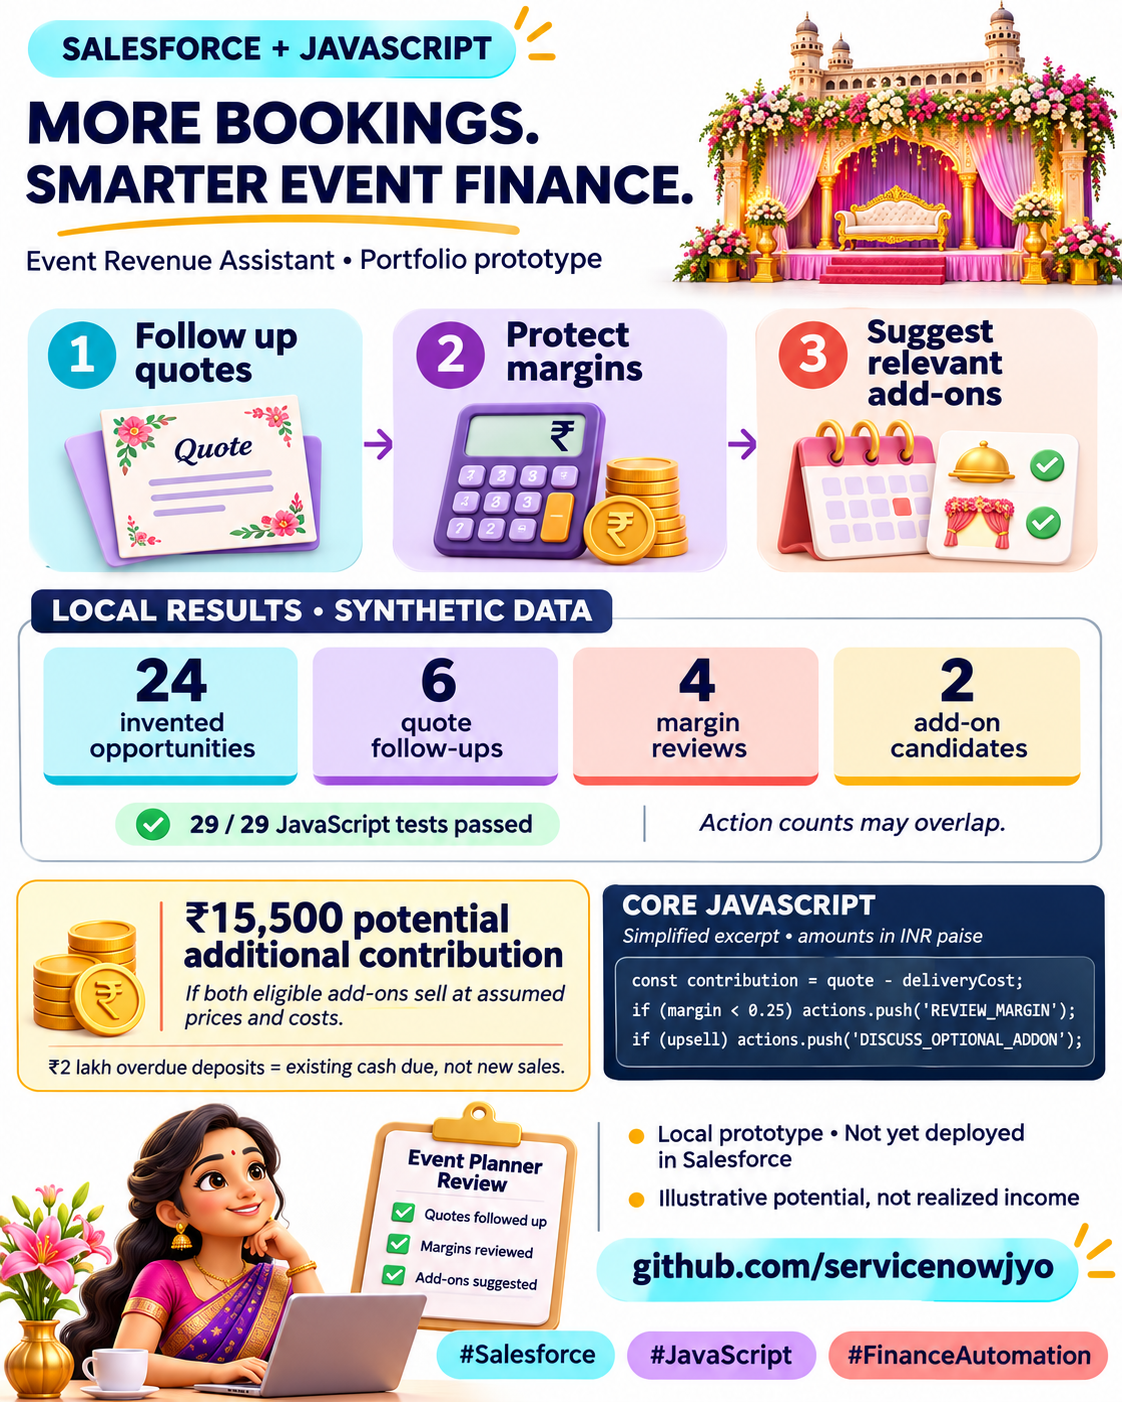 SALESFORCE + JAVASCRIPT
MORE BOOKINGS.
SMARTER EVENT FINANCE.
Event Revenue Assistant • Portfolio prototype
1
Follow up
quotes
Quote
2
Protect
margins
₹
₹
3
Suggest
relevant
add-ons
LOCAL RESULTS • SYNTHETIC DATA
24
invented
opportunities
6
quote
follow-ups
4
margin
reviews
2
add-on
candidates
29 / 29 JavaScript tests passed
Action counts may overlap.
₹
₹15,500 potential
additional contribution
If both eligible add-ons sell at assumed
prices and costs.
₹2 lakh overdue deposits = existing cash due, not new sales.
CORE JAVASCRIPT
Simplified excerpt • amounts in INR paise
const contribution = quote - deliveryCost;
if (margin < 0.25) actions.push('REVIEW_MARGIN');
if (upsell) actions.push('DISCUSS_OPTIONAL_ADDON');
Event Planner
Review
Quotes followed up
Margins reviewed
Add-ons suggested
Local prototype • Not yet deployed
in Salesforce
Illustrative potential, not realized income
github.com/servicenowjyo
#Salesforce
#JavaScript
#FinanceAutomation